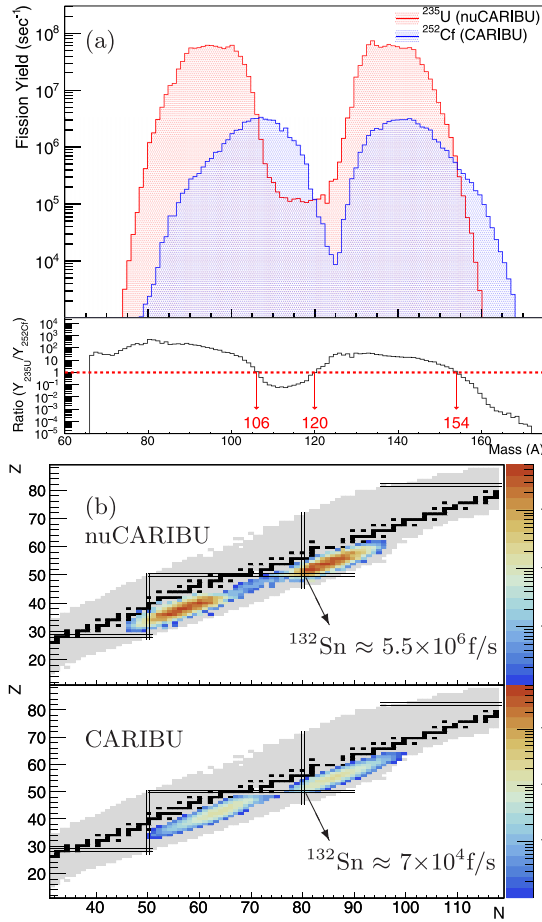 (a)
²³⁵U (nuCARIBU)
²⁵²Cf (CARIBU)
Fission Yield (sec⁻¹)
10⁸
10⁷
10⁶
10⁵
10⁴
Ratio (Y₂₃₅U/Y₂₅₂Cf)
10⁴
10³
10²
10
1
10⁻¹
10⁻²
10⁻³
10⁻⁴
10⁻⁵
106
120
154
60 80 100 120 140 160
Mass (A)
Z
(b)
nuCARIBU
80
70
60
50
40
30
20
¹³²Sn ≈ 5.5×10⁶f/s
Z
CARIBU
80
70
60
50
40
30
20
¹³²Sn ≈ 7×10⁴f/s
40 50 60 70 80 90 100 110 N